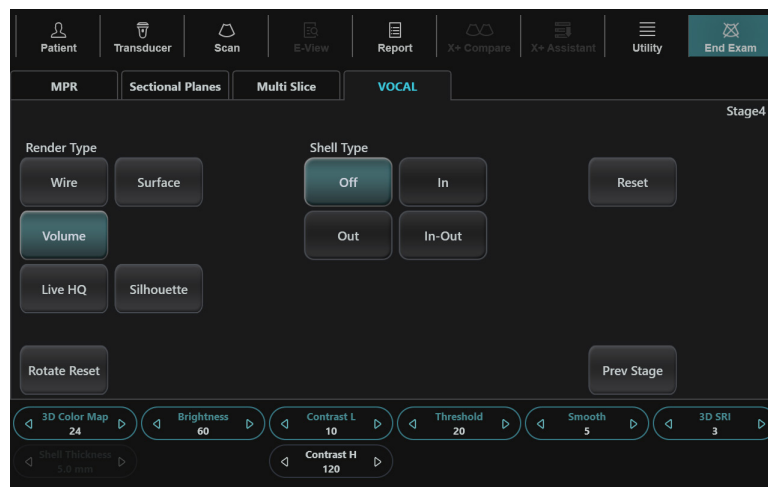 Patient Transducer Scan E-View Report X+ Compare X+ Assistant Utility End Exam
MPR Sectional Planes Multi Slice VOCAL
Stage4
Render Type Shell Type
Wire Surface Off In Reset
Volume Out In-Out
Live HQ Silhouette
Rotate Reset Prev Stage
3D Color Map Brightness Contrast L Threshold Smooth 3D SRI
24 60 10 20 5 3
Shell Thickness Contrast H
5.0 mm 120